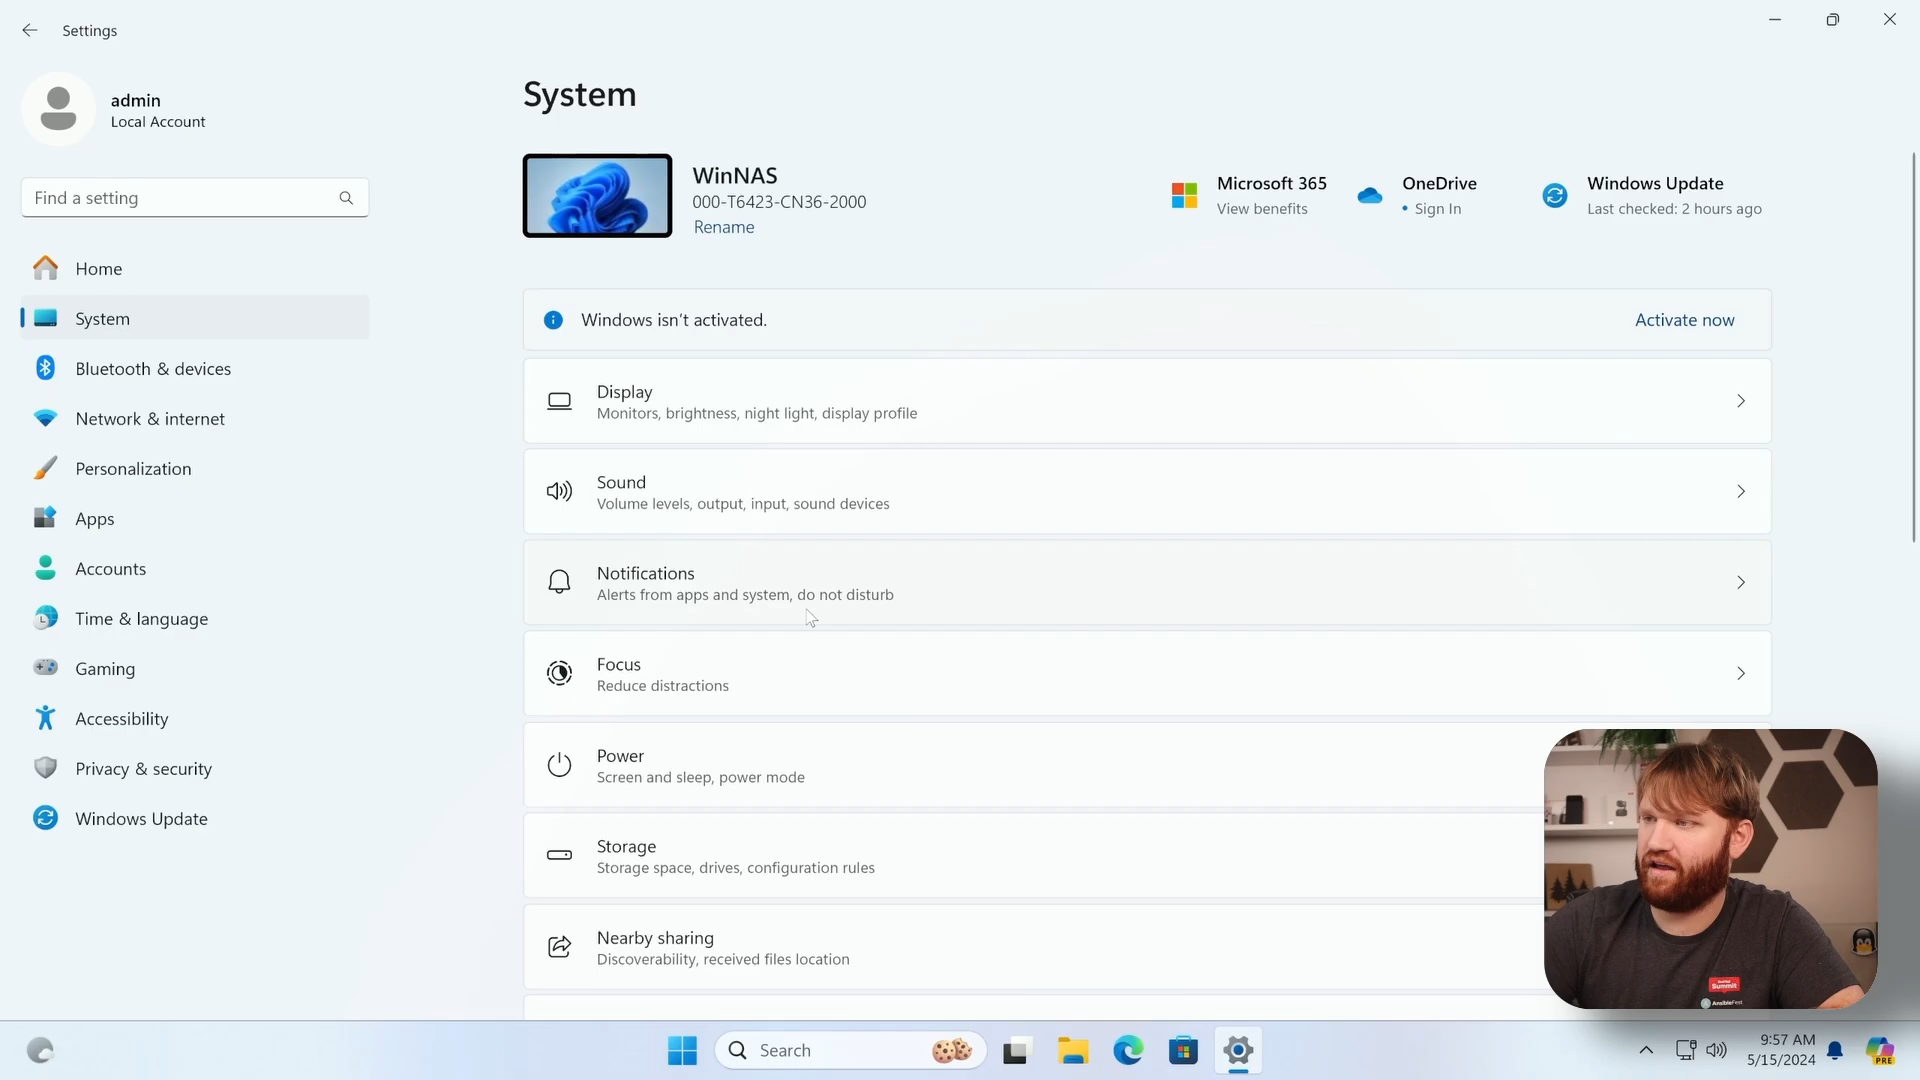 Settings
admin
Local Account
Find a setting
Home
System
Bluetooth & devices
Network & internet
Personalization
Apps
Accounts
Time & language
Gaming
Accessibility
Privacy & security
Windows Update
System
WinNAS
000-T6423-CN36-2000
Rename
Microsoft 365
View benefits
OneDrive
• Sign In
Windows Update
Last checked: 2 hours ago
Windows isn't activated.
Activate now
Display
Monitors, brightness, night light, display profile
Sound
Volume levels, output, input, sound devices
Notifications
Alerts from apps and system, do not disturb
Focus
Reduce distractions
Power
Screen and sleep, power mode
Storage
Storage space, drives, configuration rules
Nearby sharing
Discoverability, received files location
Summit
AnsibleFest
Search
9:57 AM
5/15/2024
PRE